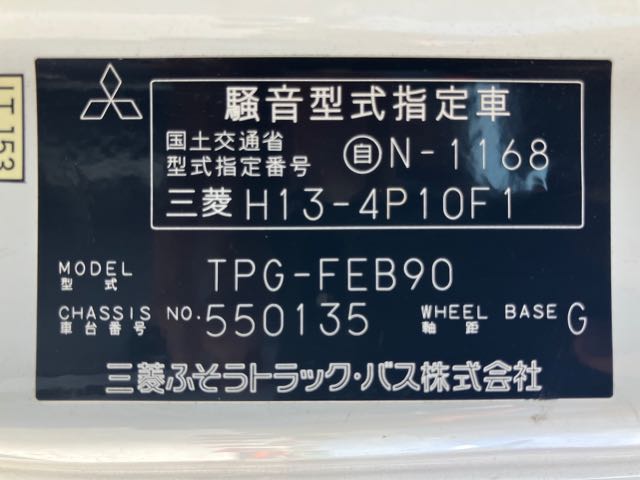 騒音型式指定車
国土交通省
型式指定番号 自 N-1168
三菱 H13-4P10F1
MODEL
型式 TPG-FEB90
CHASSIS NO.
車台番号 550135 WHEEL BASE
軸距 G
三菱ふそうトラック・バス株式会社
IT 153